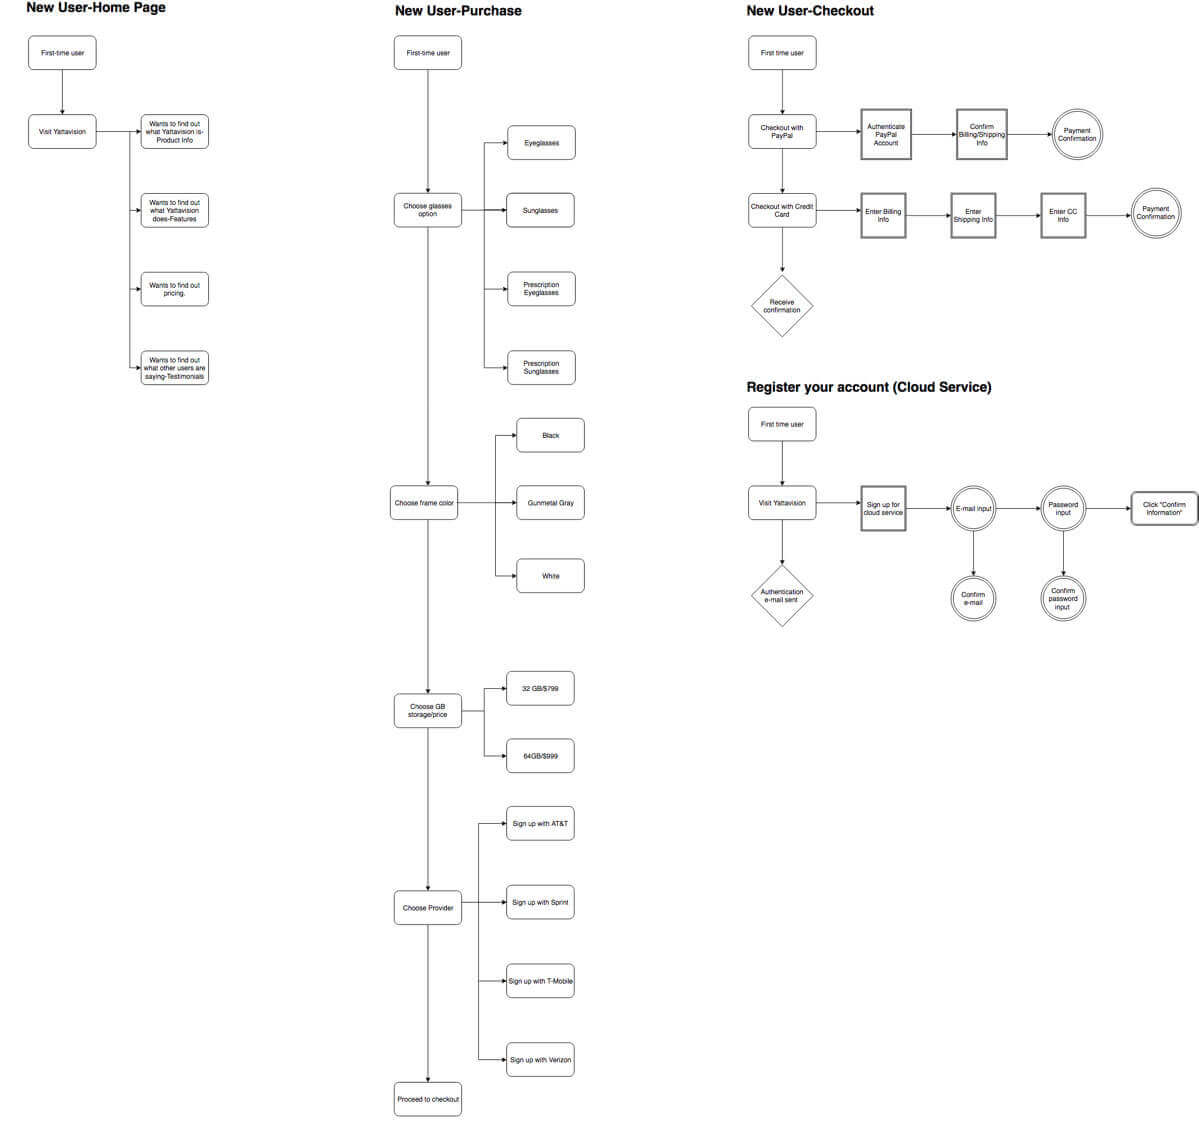 New User-Home Page
First-time user
Visit Yattavision
Wants to find out
what Yattavision is-
Product Info
Wants to find out
what Yattavision
does-Features
Wants to find out
pricing.
Wants to find out
what other users are
saying-Testimonials
New User-Purchase
First-time user
Choose glasses
option
Eyeglasses
Sunglasses
Prescription
Eyeglasses
Prescription
Sunglasses
Choose frame color
Black
Gunmetal Gray
White
Choose GB
storage/price
32 GB/$799
64GB/$999
Choose Provider
Sign up with AT&T
Sign up with Sprint
Sign up with T-Mobile
Sign up with Verizon
Proceed to checkout
New User-Checkout
First time user
Checkout with
PayPal
Authenticate
PayPal
Account
Confirm
Billing/Shipping
Info
Payment
Confirmation
Checkout with Credit
Card
Enter Billing
Info
Enter
Shipping Info
Enter CC
Info
Payment
Confirmation
Receive
confirmation
Register your account (Cloud Service)
First time user
Visit Yattavision
Sign up for
cloud service
E-mail input
Password
input
Click "Confirm
Information"
Authentication
e-mail sent
Confirm
e-mail
Confirm
password
input